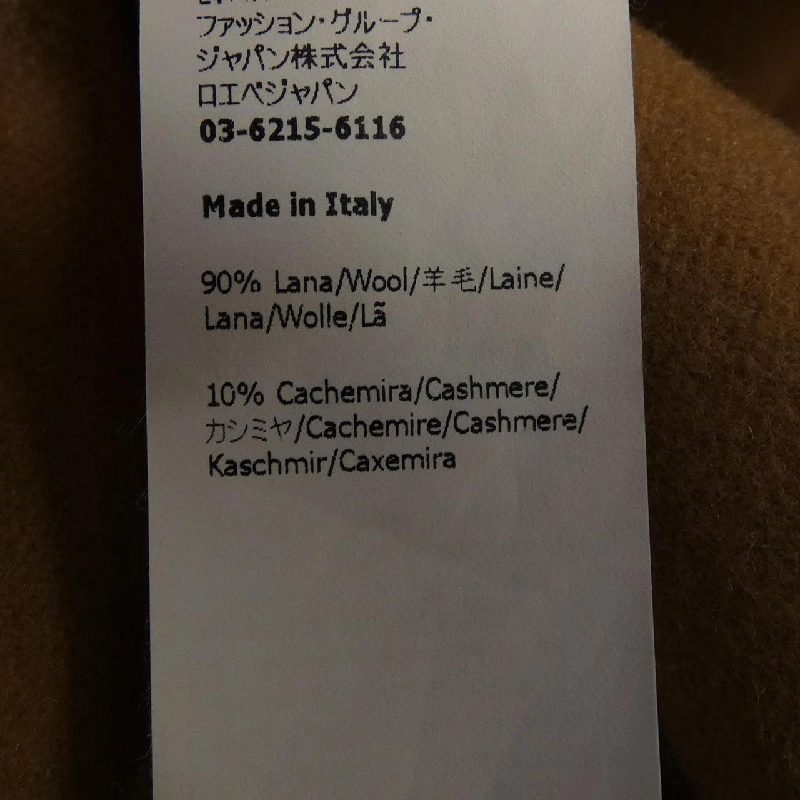 ファッション・グループ・
ジャパン株式会社
ロエベジャパン
03-6215-6116
Made in Italy
90% Lana/Wool/羊毛/Laine/
Lana/Wolle/Lã
10% Cachemira/Cashmere/
カシミヤ/Cachemire/Cashmere/
Kaschmir/Caxemira